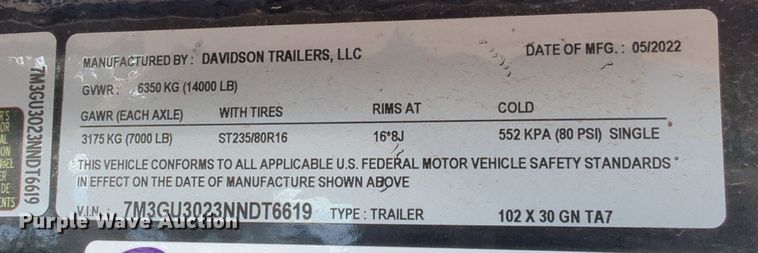 MANUFACTURED BY: DAVIDSON TRAILERS, LLC DATE OF MFG. : 05/2022
GVWR: 6350 KG (14000 LB)
GAWR (EACH AXLE) WITH TIRES RIMS AT COLD
3175 KG (7000 LB) ST235/80R16 16*8J 552 KPA (80 PSI) SINGLE
THIS VEHICLE CONFORMS TO ALL APPLICABLE U.S. FEDERAL MOTOR VEHICLE SAFETY STANDARDS
IN EFFECT ON THE DATE OF MANUFACTURE SHOWN ABOVE
V.I.N. 7M3GU3023NNDT6619 TYPE: TRAILER 102 X 30 GN TA7
7M3GU3023NNDT6619
Purple Wave Auction